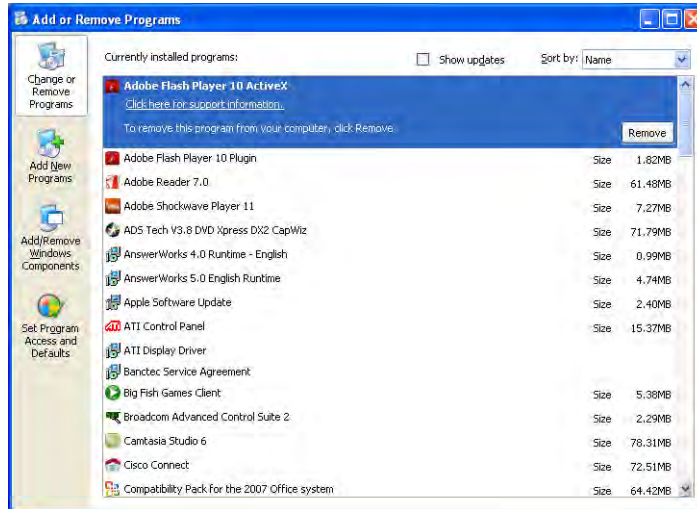 Add or Remove Programs
Currently installed programs:
Show updates
Sort by: Name
Change or
Remove
Programs
Add New
Programs
Add/Remove
Windows
Components
Set Program
Access and
Defaults
Adobe Flash Player 10 ActiveX
Click here for support information.
To remove this program from your computer, click Remove.
Remove
Adobe Flash Player 10 Plugin Size 1.82MB
Adobe Reader 7.0 Size 61.48MB
Adobe Shockwave Player 11 Size 7.27MB
ADS Tech V3.8 DVD Xpress DX2 CapWiz Size 71.79MB
AnswerWorks 4.0 Runtime - English Size 0.99MB
AnswerWorks 5.0 English Runtime Size 4.74MB
Apple Software Update Size 2.40MB
ATI Control Panel Size 15.37MB
ATI Display Driver
Banctec Service Agreement
Big Fish Games Client Size 5.38MB
Broadcom Advanced Control Suite 2 Size 2.29MB
Camtasia Studio 6 Size 78.31MB
Cisco Connect Size 72.51MB
Compatibility Pack for the 2007 Office system Size 64.42MB